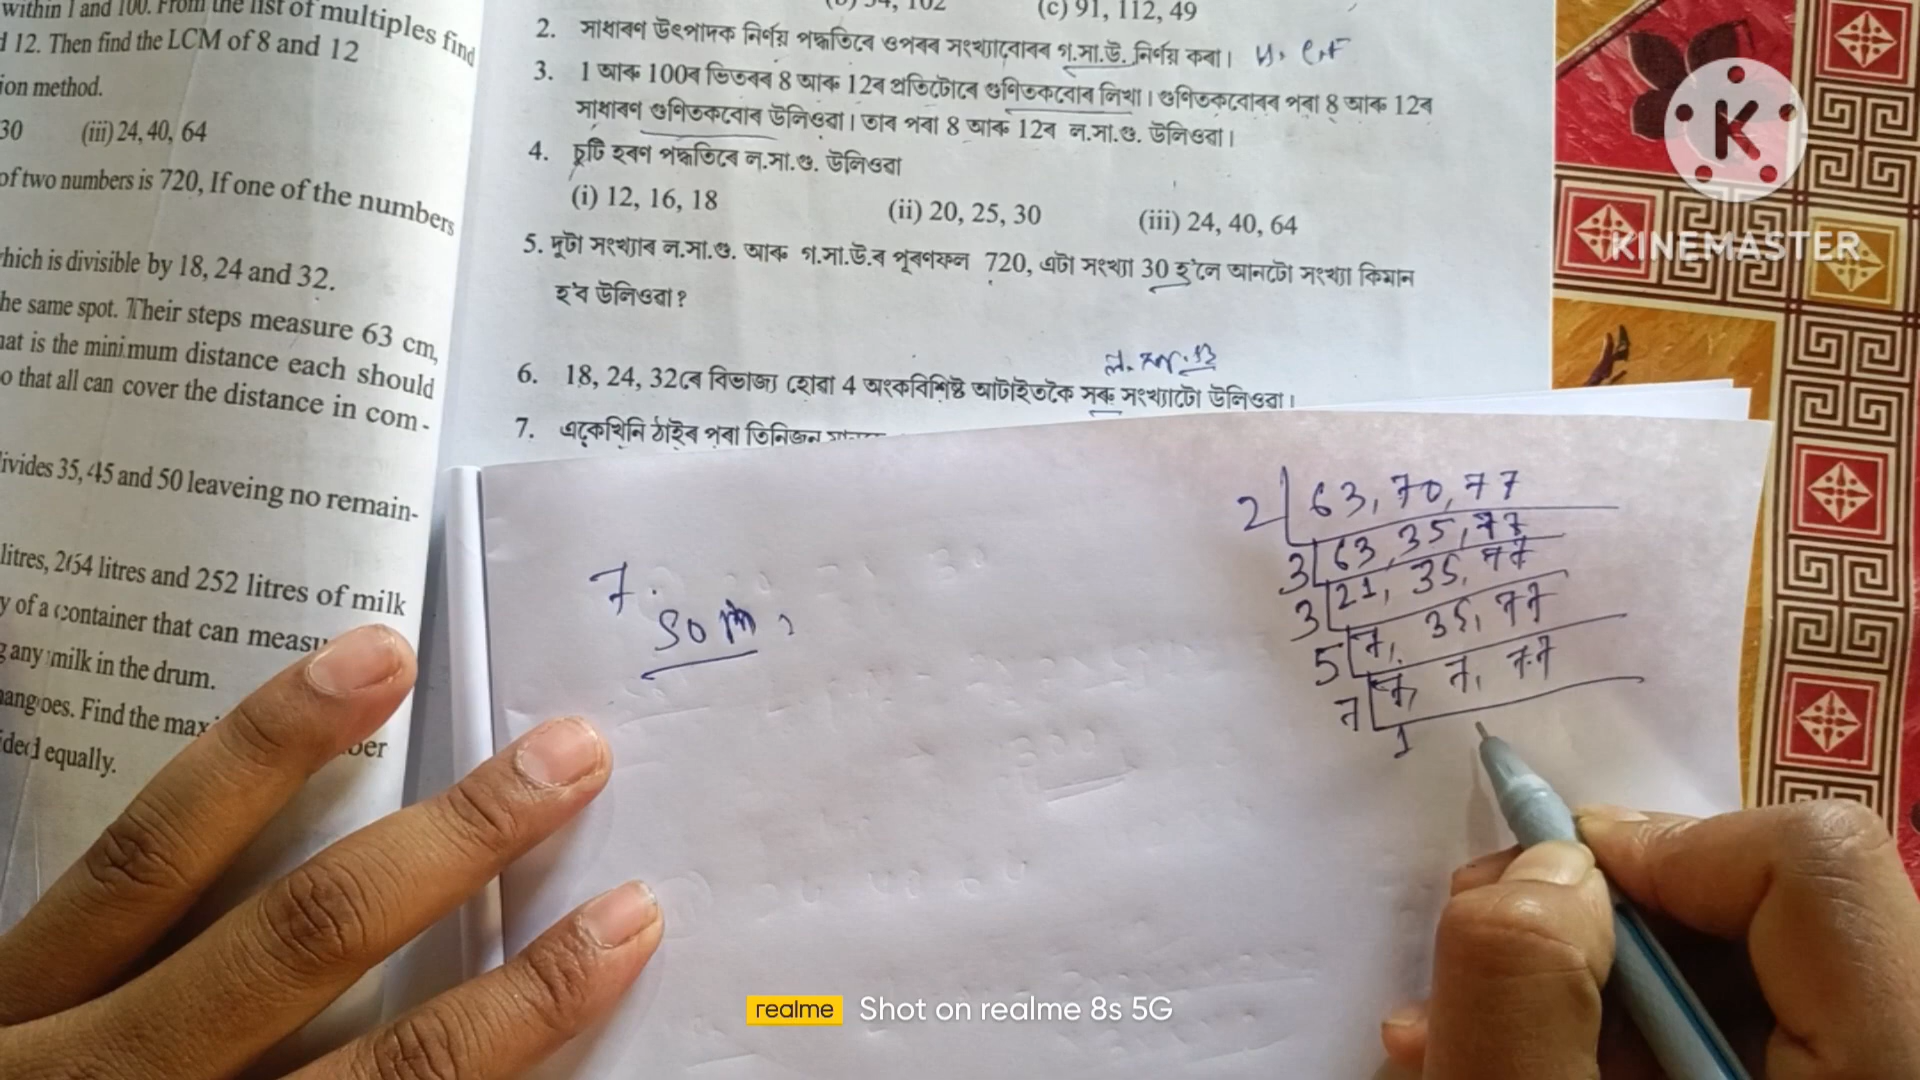 within 1 and 100. From the list of multiples find
d 12. Then find the LCM of 8 and 12
ion method.
30 (iii) 24, 40, 64
of two numbers is 720, If one of the numbers
which is divisible by 18, 24 and 32.
he same spot. Their steps measure 63 cm,
hat is the minimum distance each should
o that all can cover the distance in com-
ivides 35, 45 and 50 leaveing no remain-
litres, 264 litres and 252 litres of milk
y of a container that can measu
g any milk in the drum.
angoes. Find the max ber
ided equally.
(b) 54, 102 (c) 91, 112, 49
2. সাধাৰণ উৎপাদক নিৰ্ণয় পদ্ধতিৰে ওপৰৰ সংখ্যাবোৰৰ গ.সা.উ. নিৰ্ণয় কৰা।
3. 1 আৰু 100ৰ ভিতৰৰ 8 আৰু 12ৰ প্ৰতিটোৰে গুণিতকবোৰ লিখা। গুণিতকবোৰৰ পৰা 8 আৰু 12ৰ
সাধাৰণ গুণিতকবোৰ উলিওৱা। তাৰ পৰা 8 আৰু 12ৰ ল.সা.গু. উলিওৱা।
4. চুটি হৰণ পদ্ধতিৰে ল.সা.গু. উলিওৱা
(i) 12, 16, 18 (ii) 20, 25, 30 (iii) 24, 40, 64
5. দুটা সংখ্যাৰ ল.সা.গু. আৰু গ.সা.উ.ৰ পূৰণফল 720, এটা সংখ্যা 30 হ'লে আনটো সংখ্যা কিমান
হ'ব উলিওৱা?
6. 18, 24, 32ৰে বিভাজ্য হোৱা 4 অংকবিশিষ্ট আটাইতকৈ সৰু সংখ্যাটো উলিওৱা।
7. একেখিনি ঠাইৰ পৰা তিনিজন
7.
Som,
2 63, 70, 77
3 63, 35, 77
3 21, 35, 77
5 7, 35, 77
7 7, 7, 77
1
K
KINEMASTER
realme Shot on realme 8s 5G